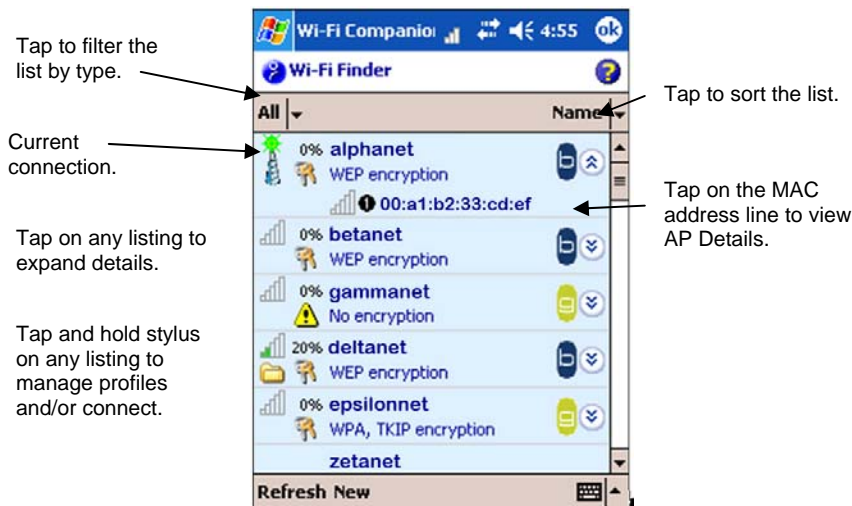 Tap to filter the
list by type.
Current
connection.
Tap on any listing to
expand details.
Tap and hold stylus
on any listing to
manage profiles
and/or connect.
Wi-Fi Companion 4:55 ok
Wi-Fi Finder ?
All Name
0% alphanet b
WEP encryption
1 00:a1:b2:33:cd:ef
0% betanet b
WEP encryption
0% gammanet g
No encryption
20% deltanet b
WEP encryption
0% epsilonnet g
WPA, TKIP encryption
zetanet
Refresh New
Tap to sort the list.
Tap on the MAC
address line to view
AP Details.